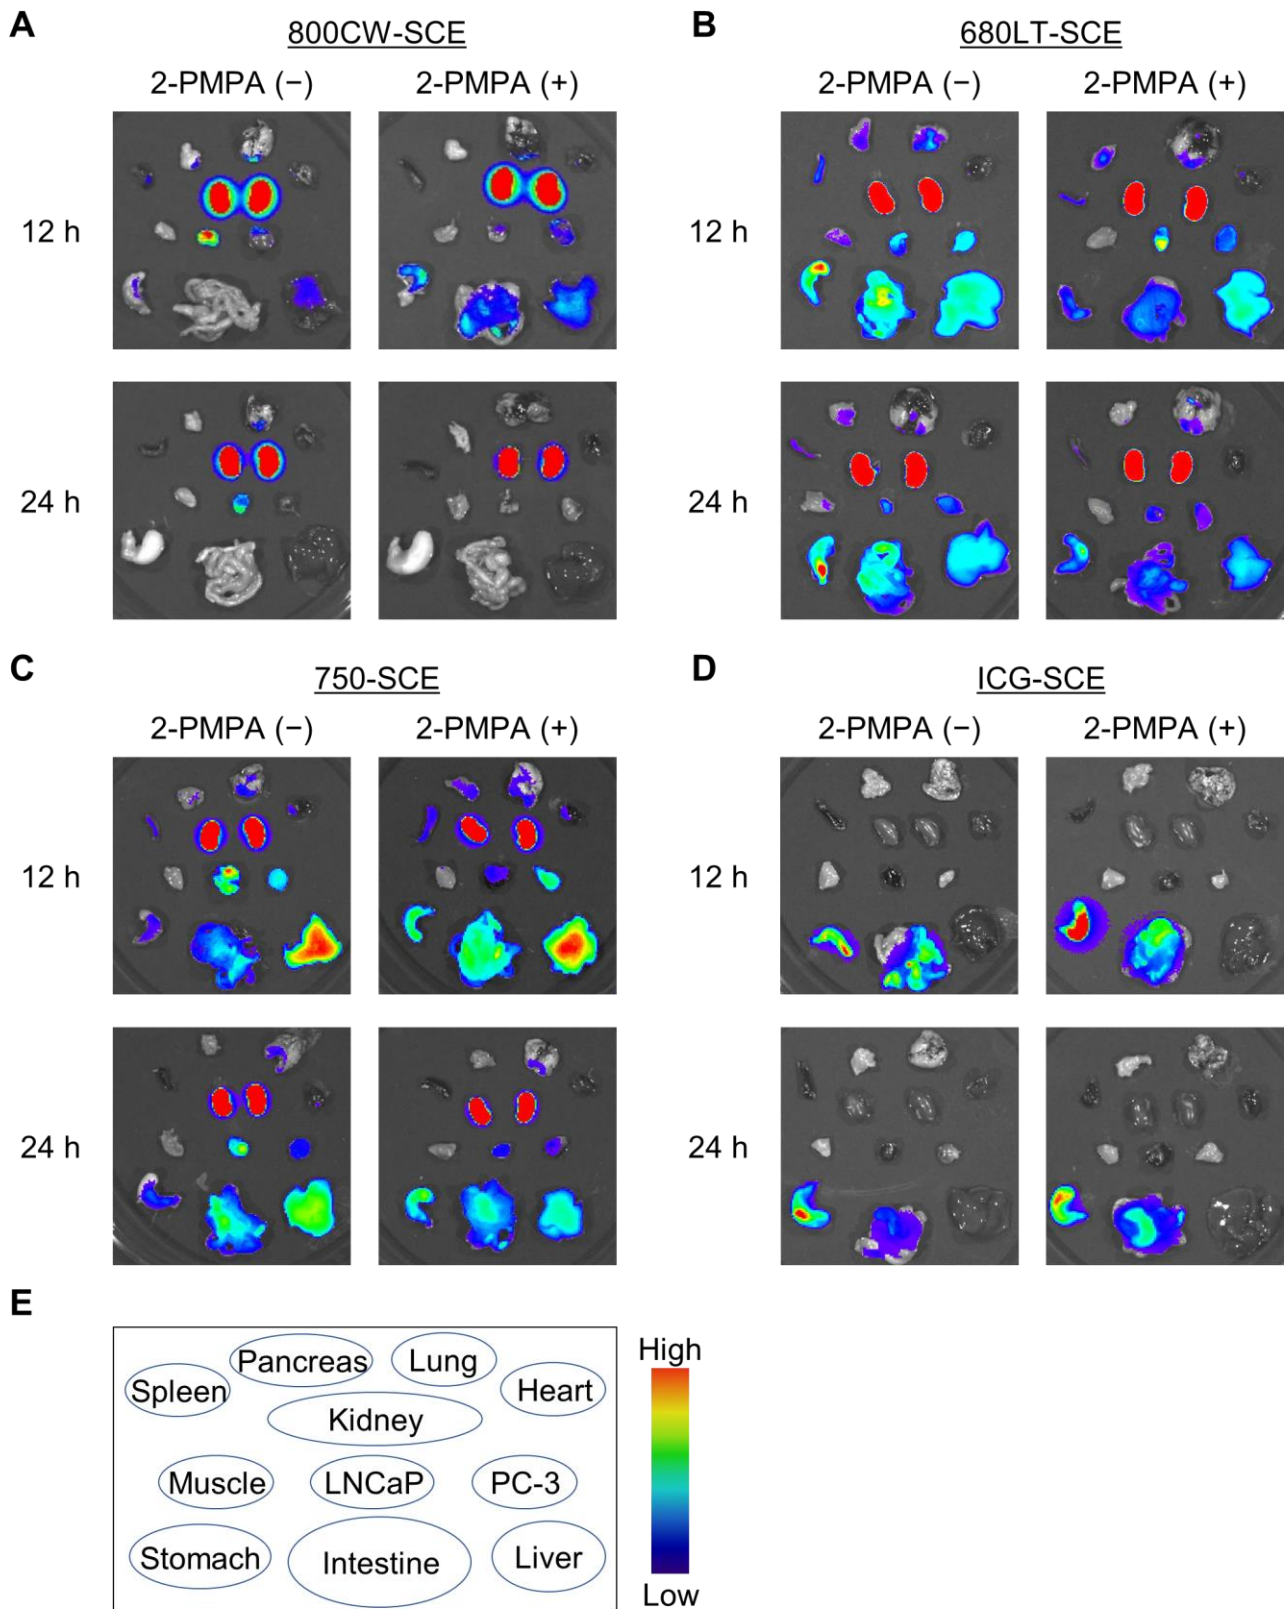 A
800CW-SCE
2-PMPA (−) 2-PMPA (+)
12 h
24 h
B
680LT-SCE
2-PMPA (−) 2-PMPA (+)
12 h
24 h
C
750-SCE
2-PMPA (−) 2-PMPA (+)
12 h
24 h
D
ICG-SCE
2-PMPA (−) 2-PMPA (+)
12 h
24 h
E
Pancreas Lung
Spleen Heart
Kidney
Muscle LNCaP PC-3
Stomach Intestine Liver
High
Low